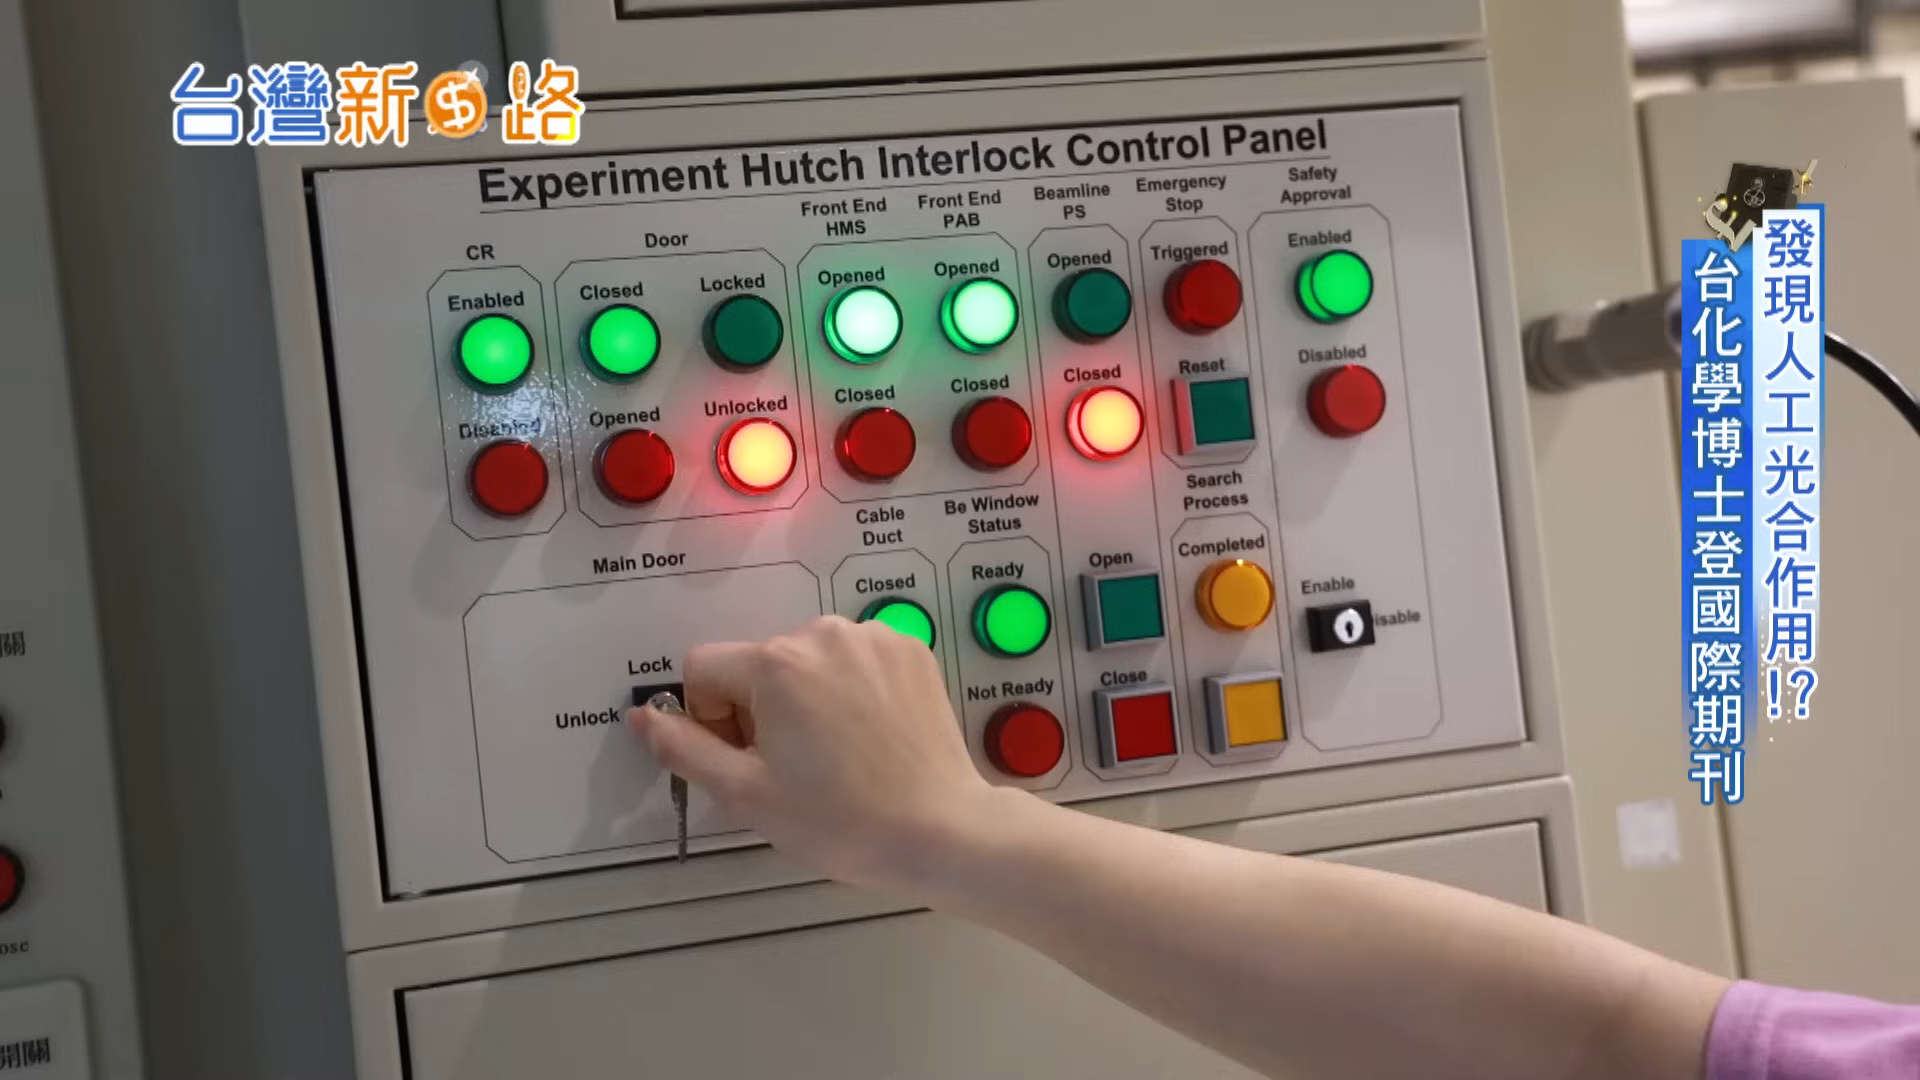 台灣新$路
Experiment Hutch Interlock Control Panel
CR
Door
Front End
HMS
Front End
PAB
Beamline
PS
Emergency
Stop
Safety
Approval
Enabled
Closed
Locked
Opened
Opened
Opened
Triggered
Enabled
Disabled
Opened
Unlocked
Closed
Closed
Closed
Reset
Disabled
Main Door
Cable
Duct
Be Window
Status
Search
Process
Closed
Ready
Open
Completed
Enable
isable
Lock
Unlock
Not Ready
Close
發現人工光合作用!?
台化學博士登國際期刊
關
ose
開關